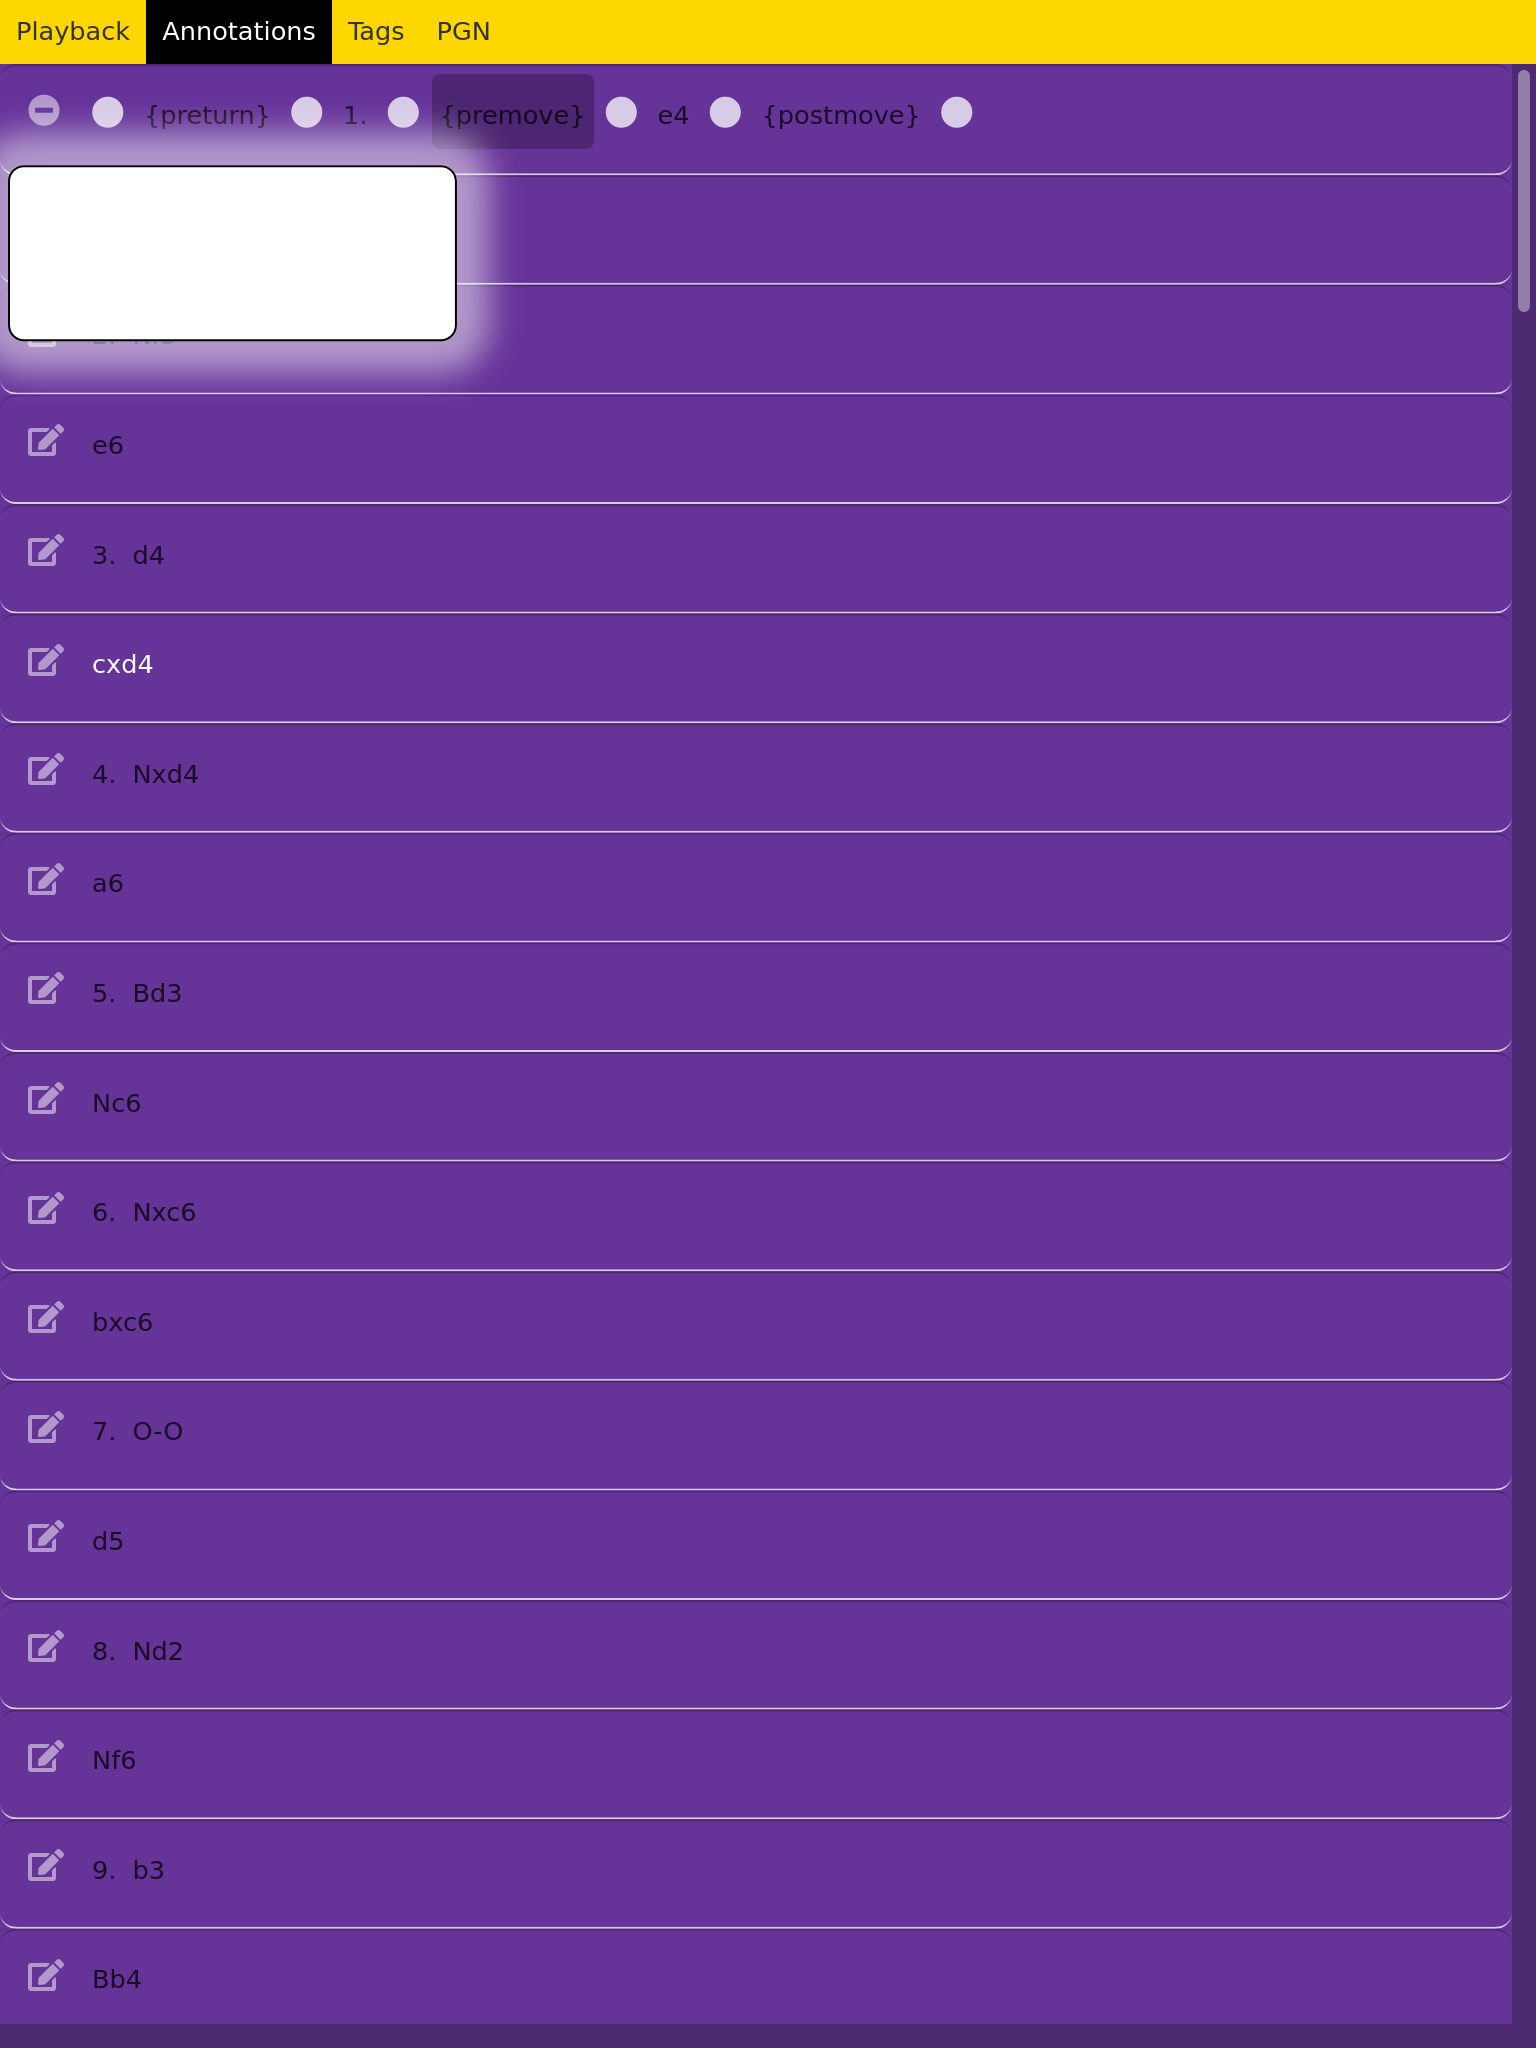 Playback Annotations Tags PGN
{preturn} 1. {premove} e4 {postmove}
e6
3. d4
cxd4
4. Nxd4
a6
5. Bd3
Nc6
6. Nxc6
bxc6
7. O-O
d5
8. Nd2
Nf6
9. b3
Bb4